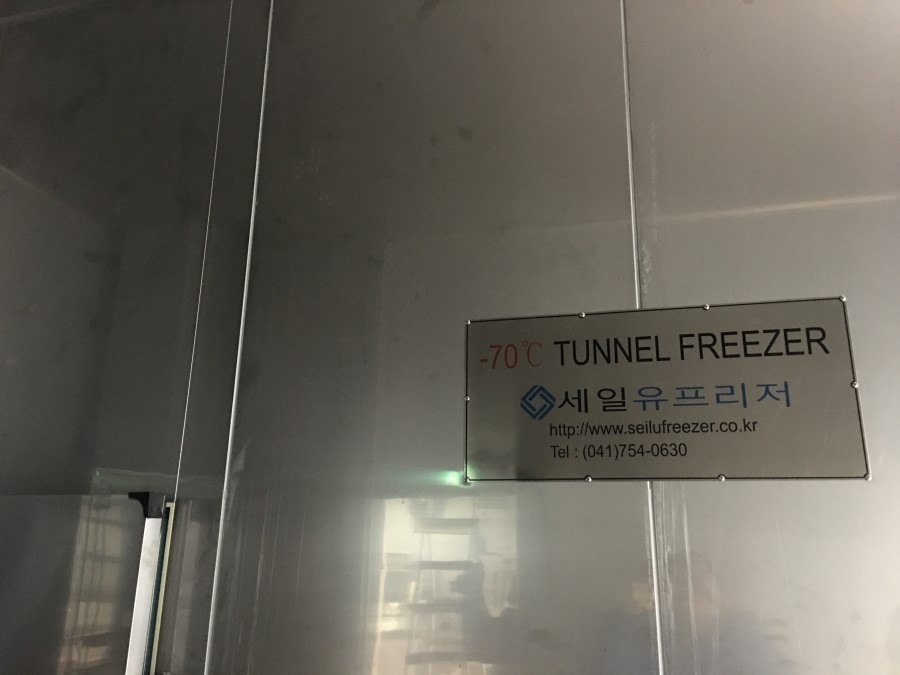 -70℃ TUNNEL FREEZER
세일유프리저
http://www.seilufreezer.co.kr
Tel : (041)754-0630